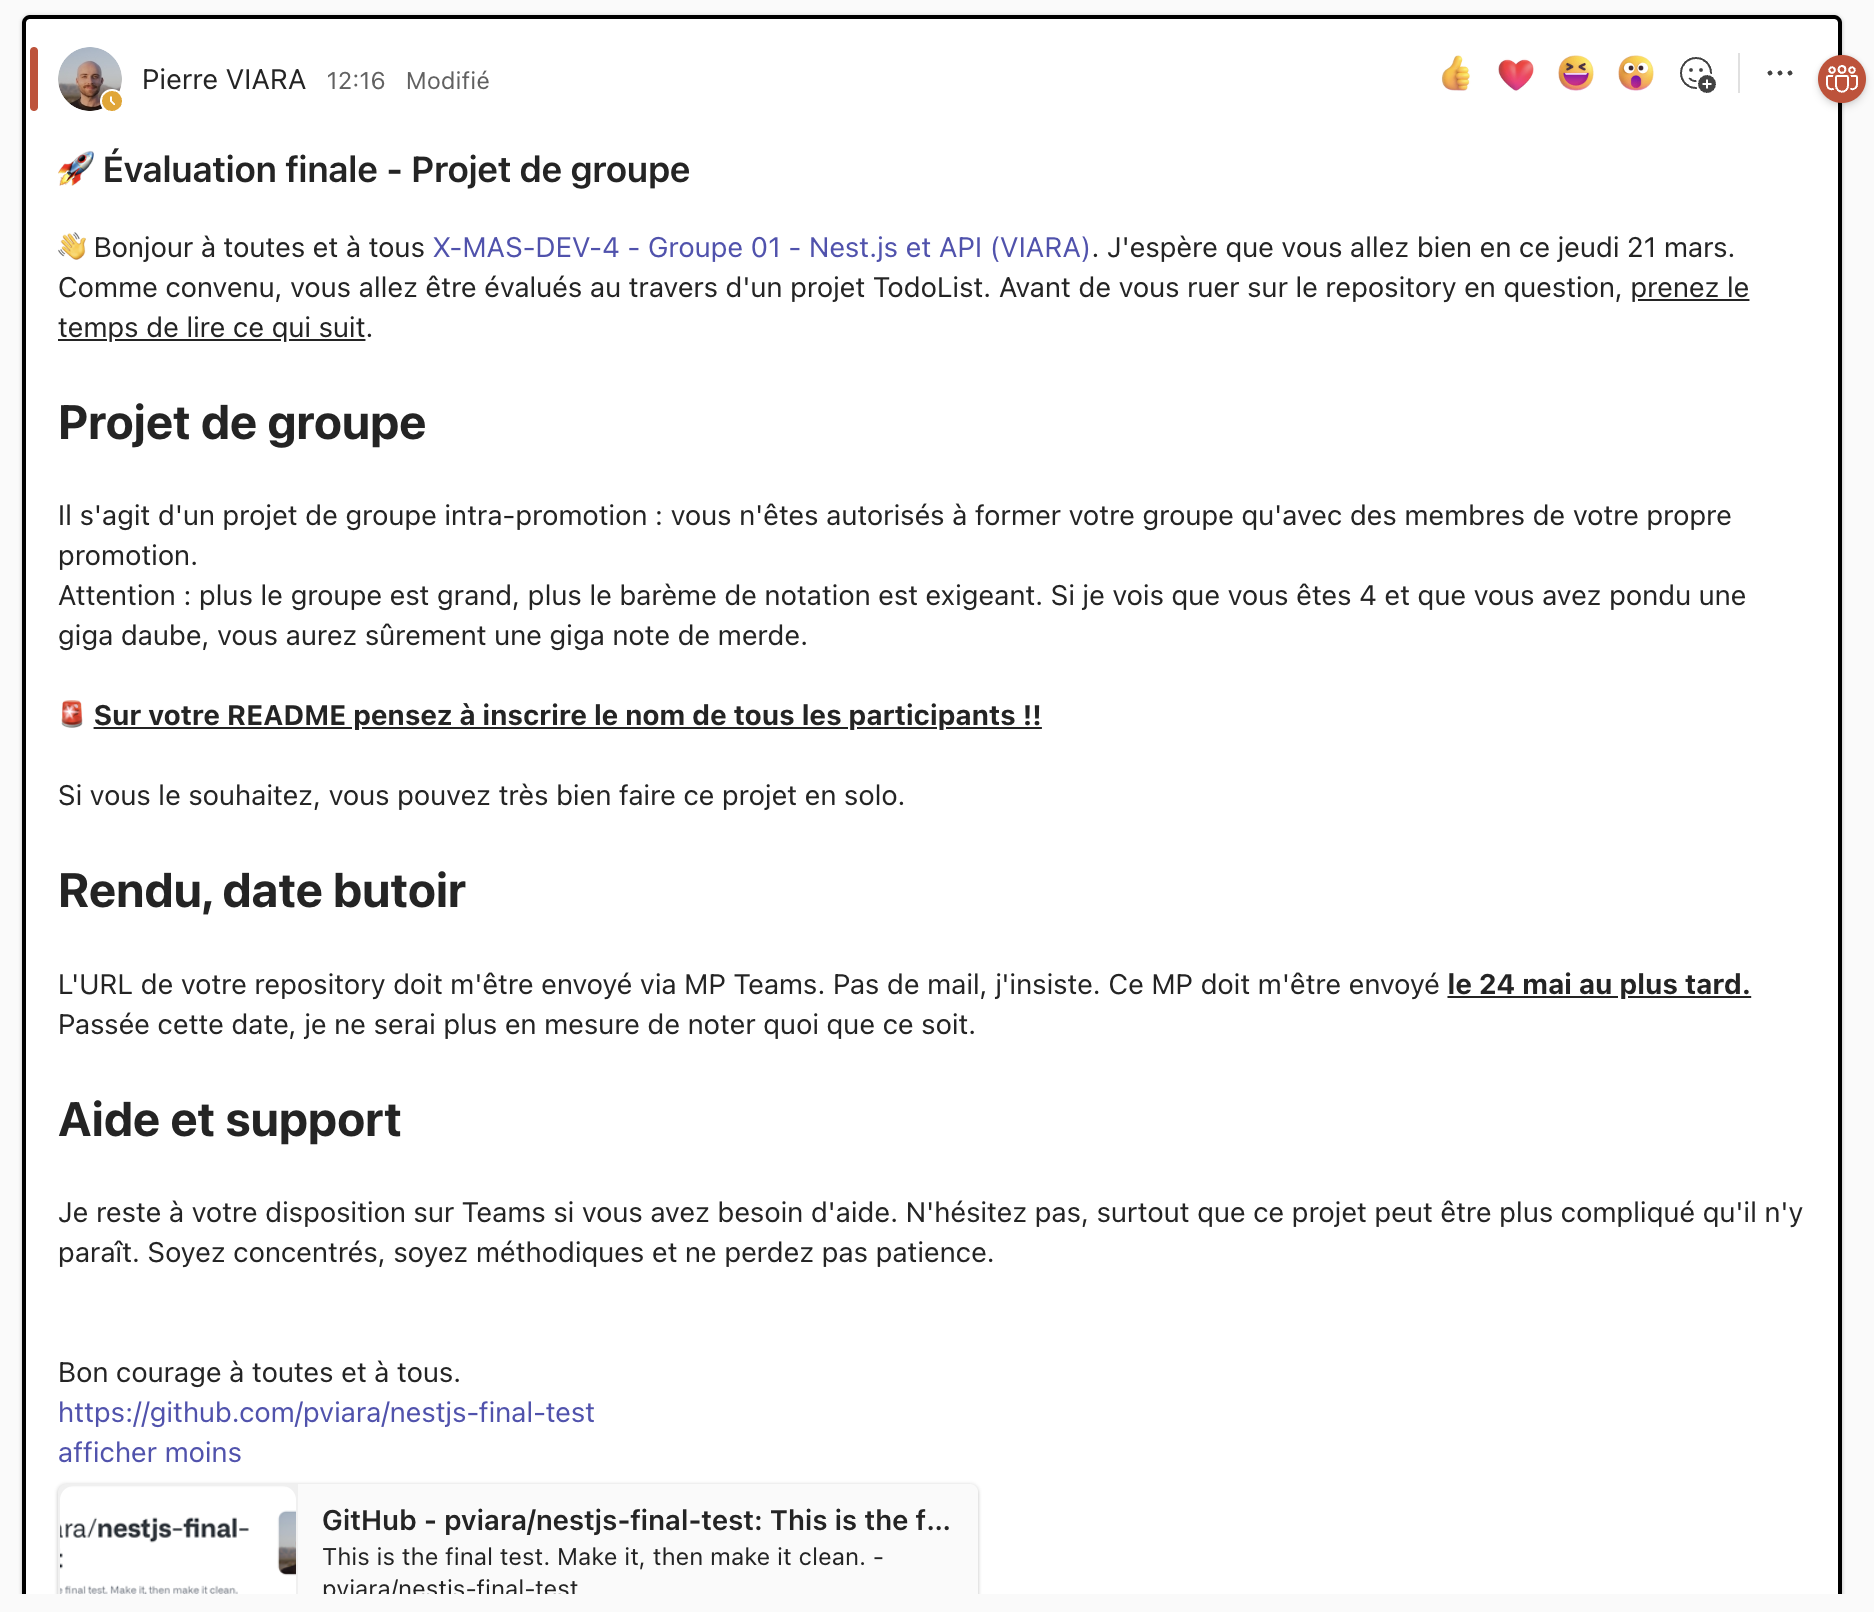 Pierre VIARA 12:16 Modifié
🚀 Évaluation finale - Projet de groupe
👋 Bonjour à toutes et à tous X-MAS-DEV-4 - Groupe 01 - Nest.js et API (VIARA). J'espère que vous allez bien en ce jeudi 21 mars.
Comme convenu, vous allez être évalués au travers d'un projet TodoList. Avant de vous ruer sur le repository en question, prenez le
temps de lire ce qui suit.
Projet de groupe
Il s'agit d'un projet de groupe intra-promotion : vous n'êtes autorisés à former votre groupe qu'avec des membres de votre propre
promotion.
Attention : plus le groupe est grand, plus le barème de notation est exigeant. Si je vois que vous êtes 4 et que vous avez pondu une
giga daube, vous aurez sûrement une giga note de merde.
🚨 Sur votre README pensez à inscrire le nom de tous les participants !!
Si vous le souhaitez, vous pouvez très bien faire ce projet en solo.
Rendu, date butoir
L'URL de votre repository doit m'être envoyé via MP Teams. Pas de mail, j'insiste. Ce MP doit m'être envoyé le 24 mai au plus tard.
Passée cette date, je ne serai plus en mesure de noter quoi que ce soit.
Aide et support
Je reste à votre disposition sur Teams si vous avez besoin d'aide. N'hésitez pas, surtout que ce projet peut être plus compliqué qu'il n'y
paraît. Soyez concentrés, soyez méthodiques et ne perdez pas patience.
Bon courage à toutes et à tous.
https://github.com/pviara/nestjs-final-test
afficher moins
ara/nestjs-final-
final test. Make it, then make it clean.
GitHub - pviara/nestjs-final-test: This is the f...
This is the final test. Make it, then make it clean. -
pviara/nestjs-final-test